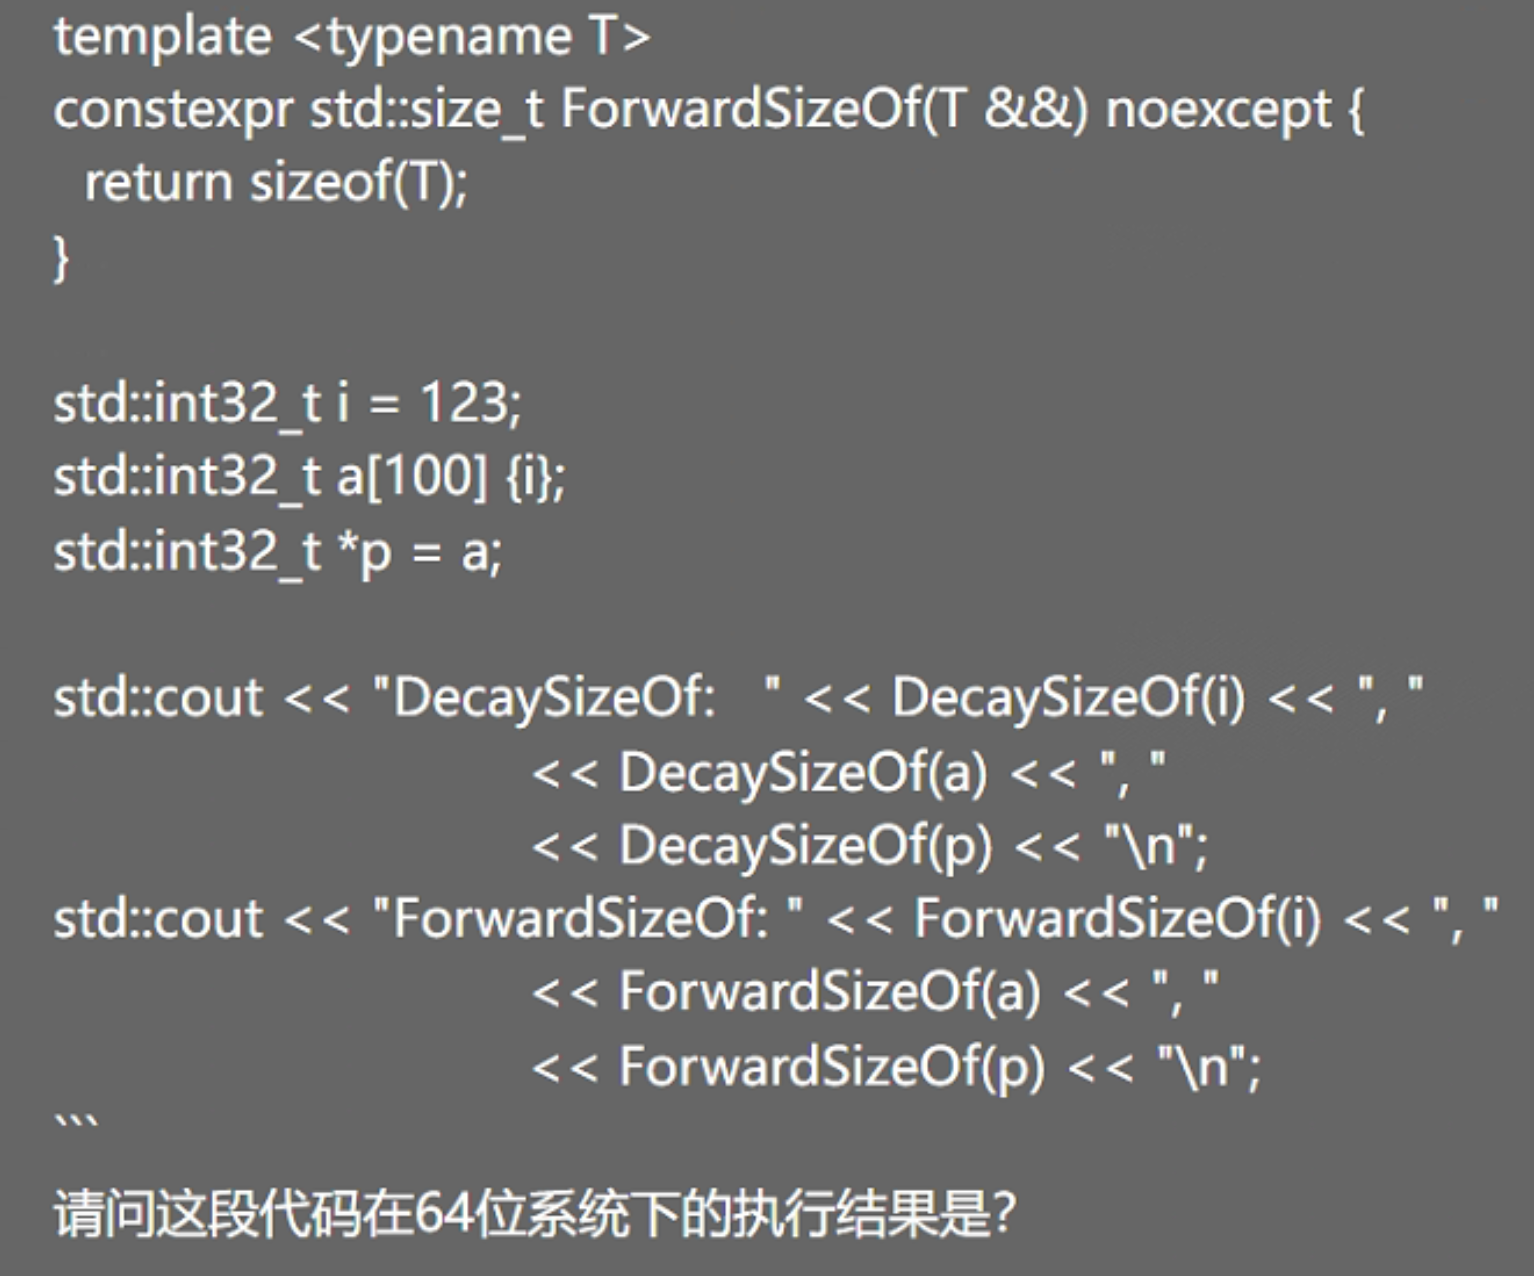 template <typename T>
constexpr std::size_t ForwardSizeOf(T &&) noexcept {
  return sizeof(T);
}

std::int32_t i = 123;
std::int32_t a[100] {i};
std::int32_t *p = a;

std::cout << "DecaySizeOf:   " << DecaySizeOf(i) << ", "
                          << DecaySizeOf(a) << ", "
                          << DecaySizeOf(p) << "\n";
std::cout << "ForwardSizeOf: " << ForwardSizeOf(i) << ", "
                          << ForwardSizeOf(a) << ", "
                          << ForwardSizeOf(p) << "\n";
```
请问这段代码在64位系统下的执行结果是?